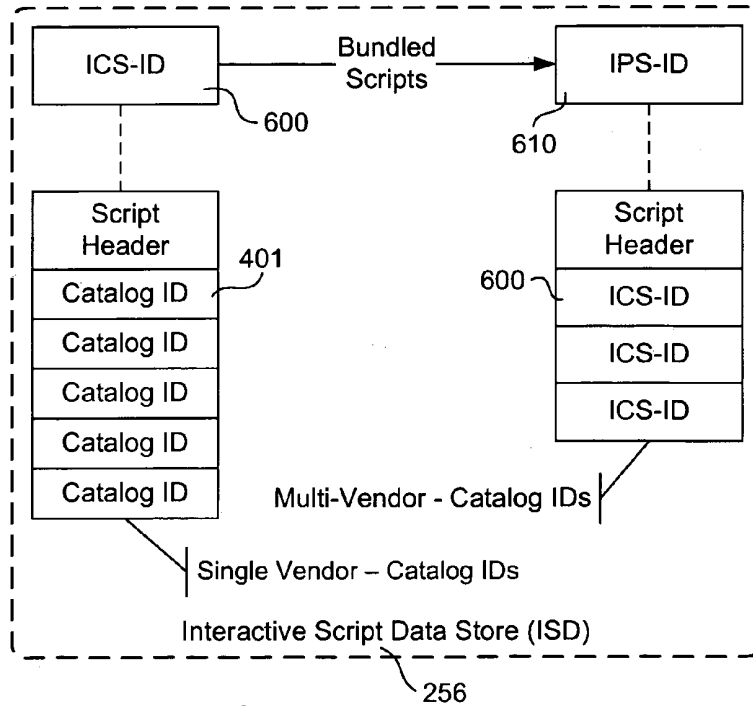 ICS-ID
Bundled
Scripts
IPS-ID
600
610
Script
Header
Catalog ID
Catalog ID
Catalog ID
Catalog ID
Catalog ID
401
Script
Header
600
ICS-ID
ICS-ID
ICS-ID
Multi-Vendor - Catalog IDs
Single Vendor – Catalog IDs
Interactive Script Data Store (ISD)
256